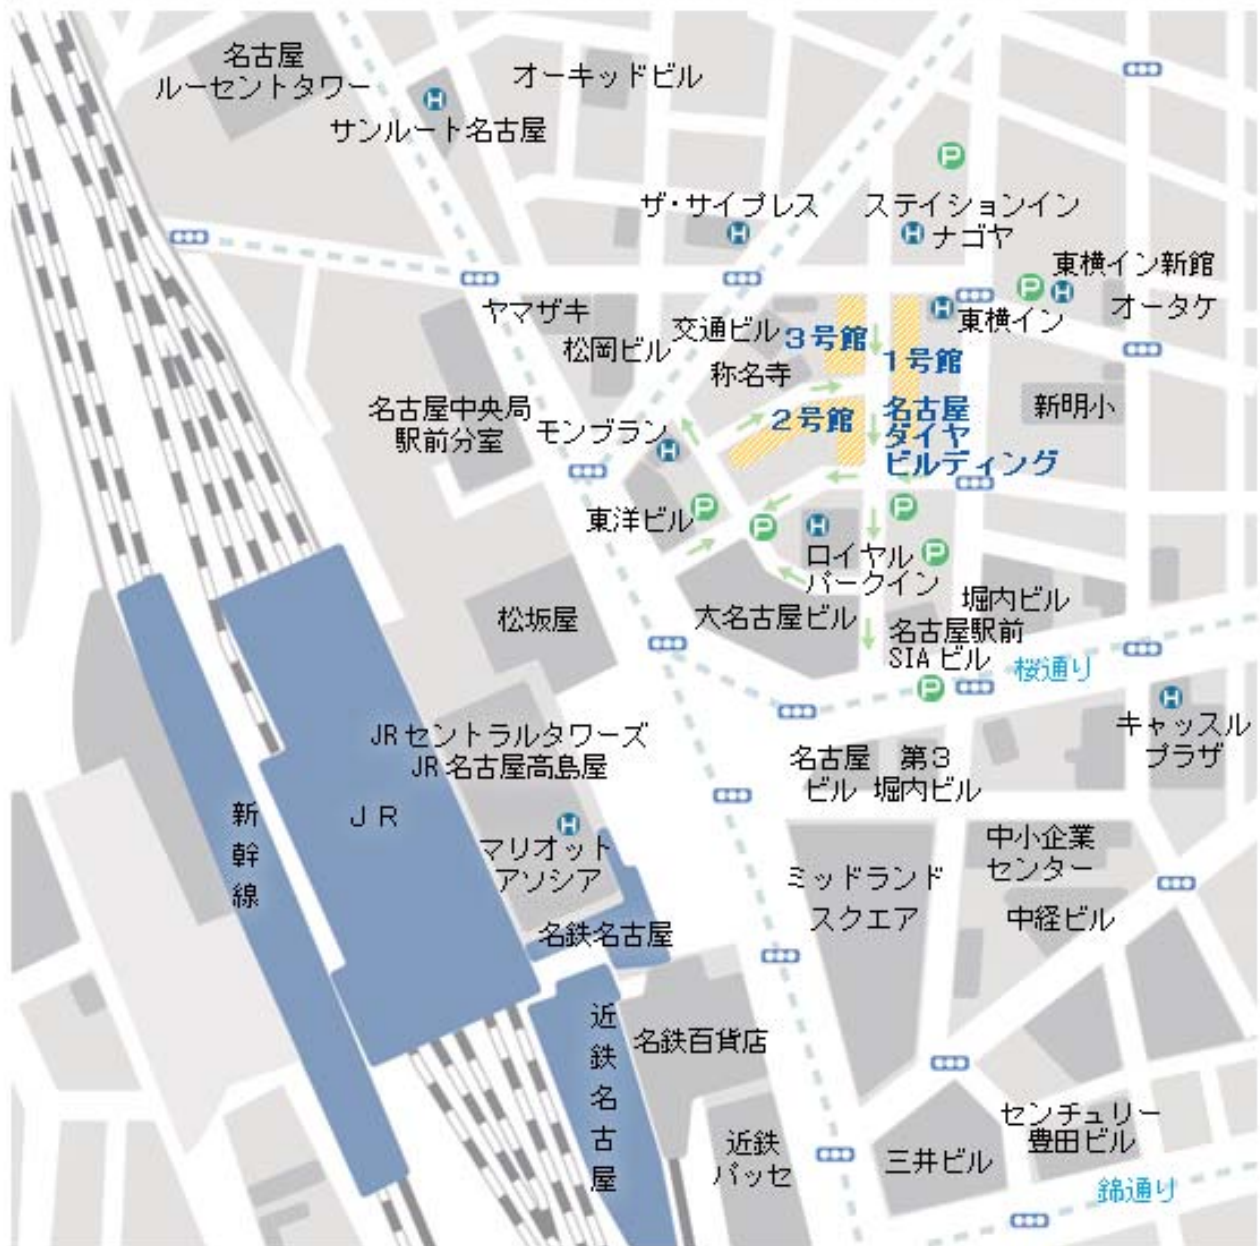 名古屋
ルーセントタワー
オーキッドビル
H
サンルート名古屋
P
ザ・サイプレス
H
ステイションイン
H ナゴヤ
東横イン新館
P H
オータケ
H 東横イン
ヤマザキ
松岡ビル
交通ビル
3号館
1号館
称名寺
新明小
名古屋中央局
駅前分室
モンブラン
H
2号館
名古屋
ダイヤ
ビルディング
東洋ビル
P
P
H
P
ロイヤル
パークイン
P
松坂屋
大名古屋ビル
堀内ビル
名古屋駅前
SIAビル
P
桜通り
H
キャッスル
プラザ
JRセントラルタワーズ
JR名古屋高島屋
名古屋
ビル
第3
堀内ビル
新幹線
JR
H
マリオット
アソシア
ミッドランド
スクエア
中小企業
センター
中経ビル
名鉄名古屋
近鉄名古屋
名鉄百貨店
近鉄
パッセ
三井ビル
センチュリー
豊田ビル
錦通り